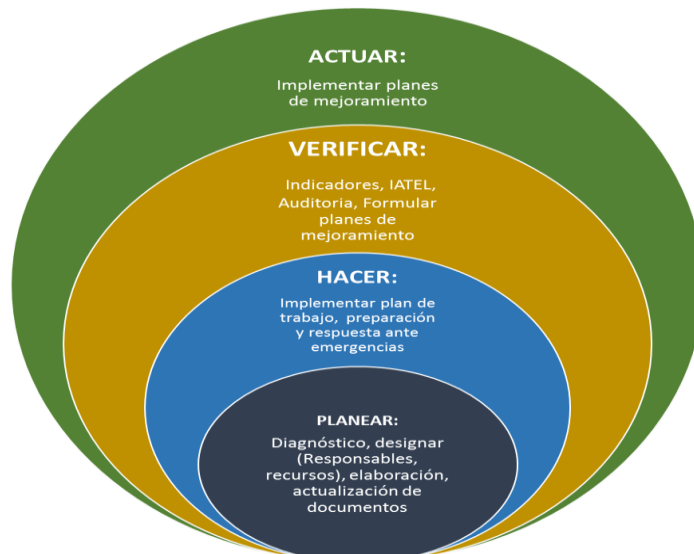 ACTUAR:
Implementar planes
de mejoramiento
VERIFICAR:
Indicadores, IATEL,
Auditoria, Formular
planes de
mejoramiento
HACER:
Implementar plan de
trabajo, preparación
y respuesta ante
emergencias
PLANEAR:
Diagnóstico, designar
(Responsables,
recursos), elaboración,
actualización de
documentos